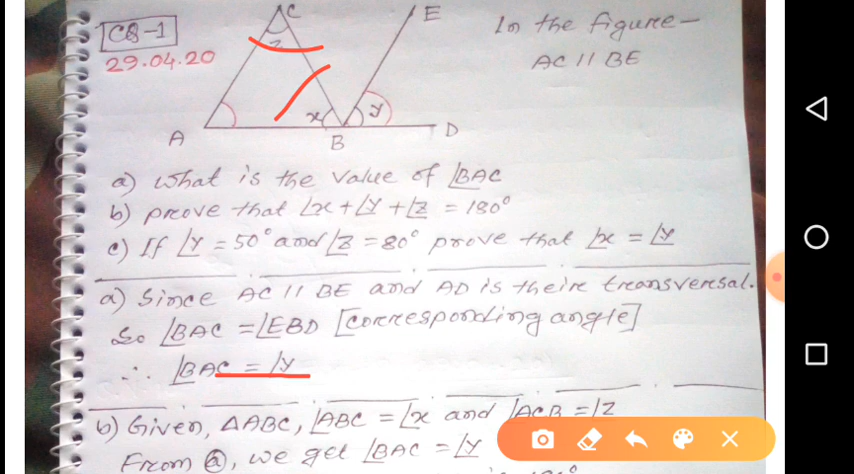 CQ-1
29.04.20
C
E
z
x
y
A
B
D
In the figure-
AC || BE
a) What is the value of ∠BAC
b) prove that ∠x + ∠y + ∠z = 180°
c) If ∠y = 50° and ∠z = 80° prove that ∠x = ∠y
a) Since AC || BE and AD is their transversal.
So ∠BAC = ∠EBD [corresponding angle]
∴ ∠BAC = ∠y
b) Given, △ABC, ∠ABC = ∠x and ∠ACB = ∠z
From ⓐ, we get ∠BAC = ∠y